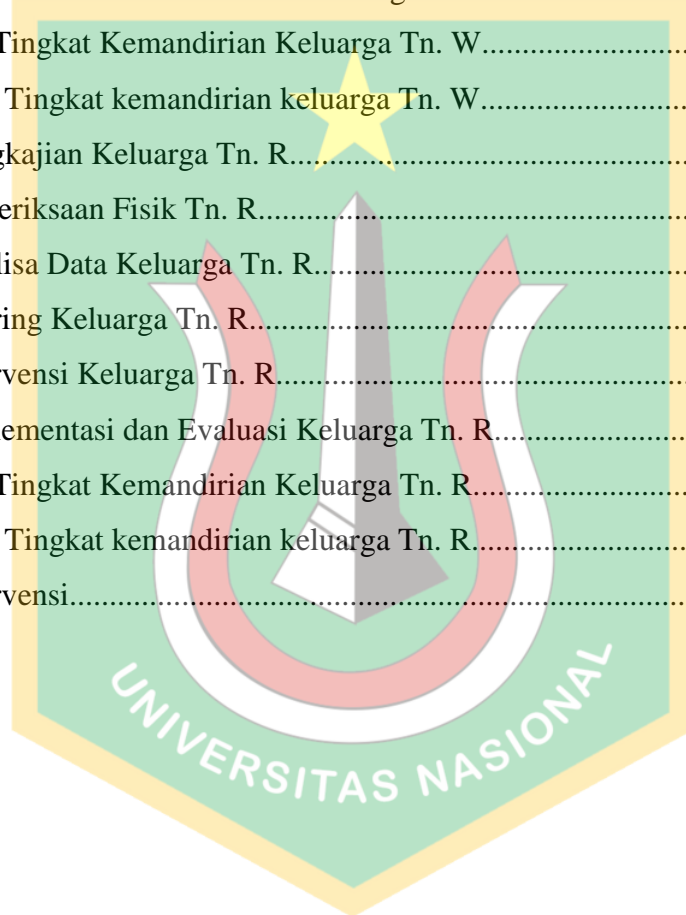 Tingkat Kemandirian Keluarga Tn. W........................
Tingkat kemandirian keluarga Tn. W........................
gkajian Keluarga Tn. R..............................................
eriksaan Fisik Tn. R..................................................
lisa Data Keluarga Tn. R...........................................
ring Keluarga Tn. R...................................................
rvensi Keluarga Tn. R................................................
lementasi dan Evaluasi Keluarga Tn. R.....................
Tingkat Kemandirian Keluarga Tn. R.........................
Tingkat kemandirian keluarga Tn. R.........................
rvensi........................................................................
UNIVERSITAS NASIONAL